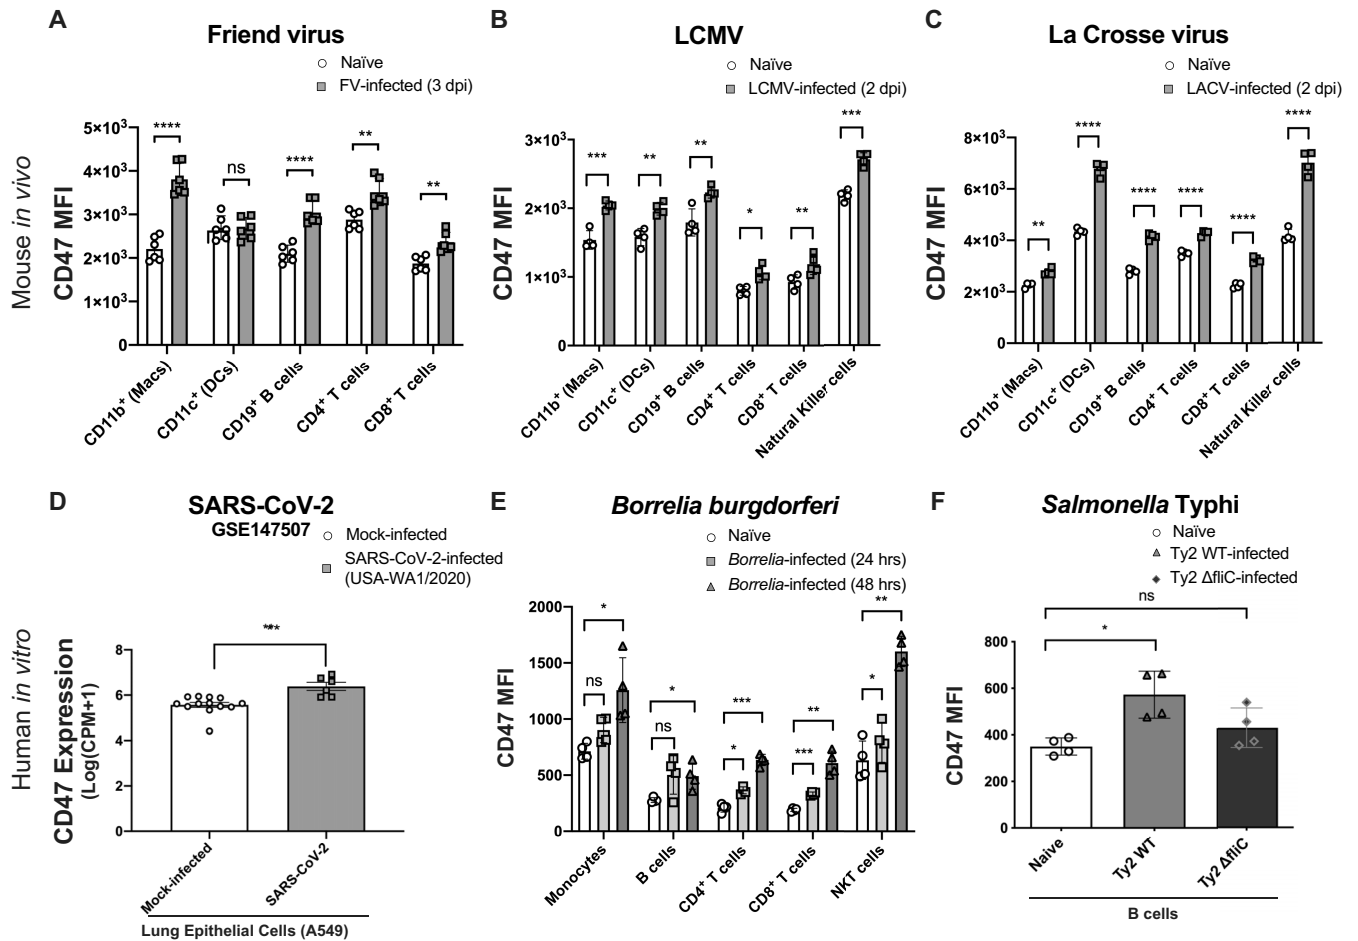 A
Friend virus
Naïve
FV-infected (3 dpi)
Mouse in vivo
CD47 MFI
5×10³
4×10³
3×10³
2×10³
1×10³
0
****
ns
****
**
**
CD11b⁺ (Macs)
CD11c⁺ (DCs)
CD19⁺ B cells
CD4⁺ T cells
CD8⁺ T cells
B
LCMV
Naïve
LCMV-infected (2 dpi)
CD47 MFI
3×10³
2×10³
1×10³
0
***
**
**
*
**
***
CD11b⁺ (Macs)
CD11c⁺ (DCs)
CD19⁺ B cells
CD4⁺ T cells
CD8⁺ T cells
Natural Killer cells
C
La Crosse virus
Naïve
LACV-infected (2 dpi)
CD47 MFI
8×10³
6×10³
4×10³
2×10³
0
**
****
****
****
****
****
CD11b⁺ (Macs)
CD11c⁺ (DCs)
CD19⁺ B cells
CD4⁺ T cells
CD8⁺ T cells
Natural Killer cells
D
SARS-CoV-2
GSE147507
Mock-infected
SARS-CoV-2-infected
(USA-WA1/2020)
Human in vitro
CD47 Expression
(Log(CPM+1)
8
6
4
2
0
***
Mock-infected
SARS-CoV-2
Lung Epithelial Cells (A549)
E
Borrelia burgdorferi
Naïve
Borrelia-infected (24 hrs)
Borrelia-infected (48 hrs)
CD47 MFI
2000
1500
1000
500
0
*
ns
*
ns
***
*
**
***
**
*
Monocytes
B cells
CD4⁺ T cells
CD8⁺ T cells
NKT cells
F
Salmonella Typhi
Naïve
Ty2 WT-infected
Ty2 ΔfliC-infected
CD47 MFI
800
600
400
200
0
ns
*
Naive
Ty2 WT
Ty2 ΔfliC
B cells